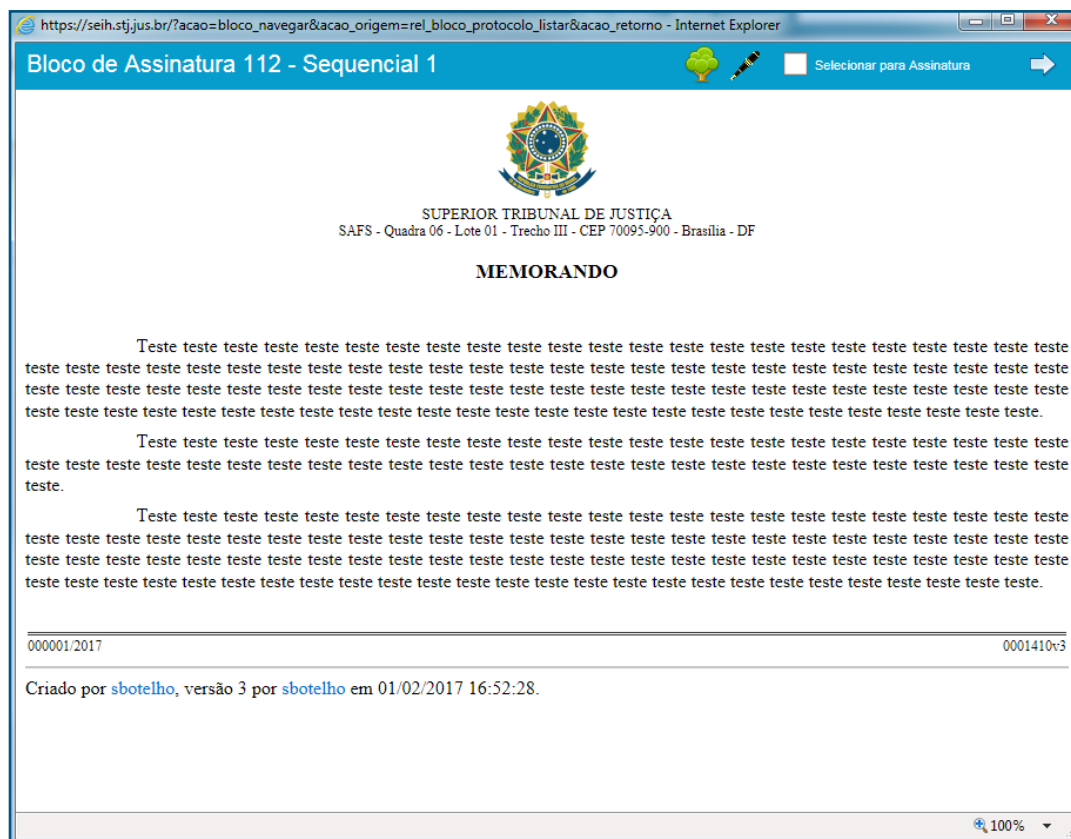 https://seih.stj.jus.br/?acao=bloco_navegar&acao_origem=rel_bloco_protocolo_listar&acao_retorno - Internet Explorer
Bloco de Assinatura 112 - Sequencial 1
Selecionar para Assinatura
SUPERIOR TRIBUNAL DE JUSTIÇA
SAFS - Quadra 06 - Lote 01 - Trecho III - CEP 70095-900 - Brasília - DF
MEMORANDO
Teste teste teste teste teste teste teste teste teste teste teste teste teste teste teste teste teste teste teste teste teste teste teste
teste teste teste teste teste teste teste teste teste teste teste teste teste teste teste teste teste teste teste teste teste teste teste teste teste teste
teste teste teste teste teste teste teste teste teste teste teste teste teste teste teste teste teste teste teste teste teste teste teste teste teste teste
teste teste teste teste teste teste teste teste teste teste teste teste teste teste teste teste teste teste teste teste teste teste teste teste teste teste.
Teste teste teste teste teste teste teste teste teste teste teste teste teste teste teste teste teste teste teste teste teste teste teste
teste teste teste teste teste teste teste teste teste teste teste teste teste teste teste teste teste teste teste teste teste teste teste teste teste teste
teste.
Teste teste teste teste teste teste teste teste teste teste teste teste teste teste teste teste teste teste teste teste teste teste teste
teste teste teste teste teste teste teste teste teste teste teste teste teste teste teste teste teste teste teste teste teste teste teste teste teste teste
teste teste teste teste teste teste teste teste teste teste teste teste teste teste teste teste teste teste teste teste teste teste teste teste teste teste
teste teste teste teste teste teste teste teste teste teste teste teste teste teste teste teste teste teste teste teste teste teste teste teste teste teste.
000001/2017 0001410v3
Criado por sbotelho, versão 3 por sbotelho em 01/02/2017 16:52:28.
100%